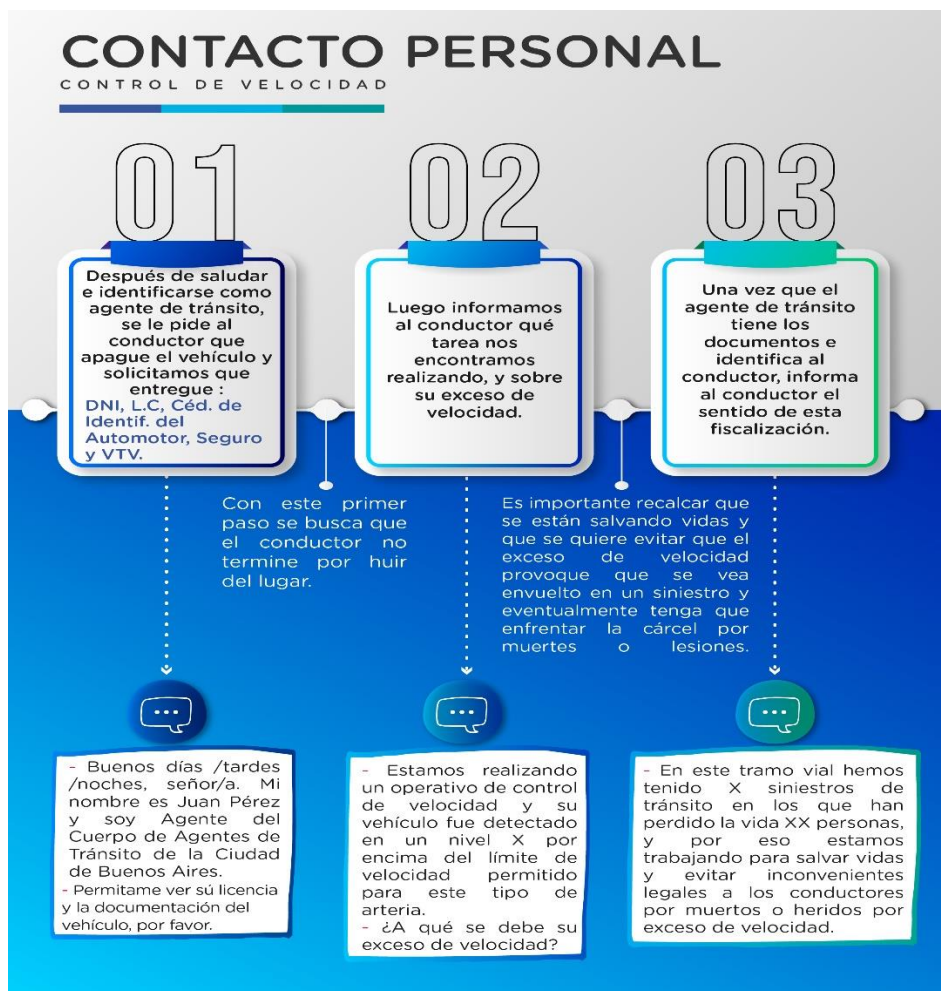 CONTACTO PERSONAL
CONTROL DE VELOCIDAD
01
Después de saludar
e identificarse como
agente de tránsito,
se le pide al
conductor que
apague el vehículo y
solicitamos que
entregue :
DNI, L.C, Céd. de
Identif. del
Automotor, Seguro
y VTV.
02
Luego informamos
al conductor qué
tarea nos
encontramos
realizando, y sobre
su exceso de
velocidad.
03
Una vez que el
agente de tránsito
tiene los
documentos e
identifica al
conductor, informa
al conductor el
sentido de esta
fiscalización.
Con este primer
paso se busca que
el conductor no
termine por huir
del lugar.
Es importante recalcar que
se están salvando vidas y
que se quiere evitar que el
exceso de velocidad
provoque que se vea
envuelto en un siniestro y
eventualmente tenga que
enfrentar la cárcel por
muertes o lesiones.
- Buenos días /tardes
/noches, señor/a. Mi
nombre es Juan Pérez
y soy Agente del
Cuerpo de Agentes de
Tránsito de la Ciudad
de Buenos Aires.
- Permitame ver sú licencia
y la documentación del
vehículo, por favor.
- Estamos realizando
un operativo de control
de velocidad y su
vehículo fue detectado
en un nivel X por
encima del límite de
velocidad permitido
para este tipo de
arteria.
- ¿A qué se debe su
exceso de velocidad?
- En este tramo vial hemos
tenido X siniestros de
tránsito en los que han
perdido la vida XX personas,
y por eso estamos
trabajando para salvar vidas
y evitar inconvenientes
legales a los conductores
por muertos o heridos por
exceso de velocidad.